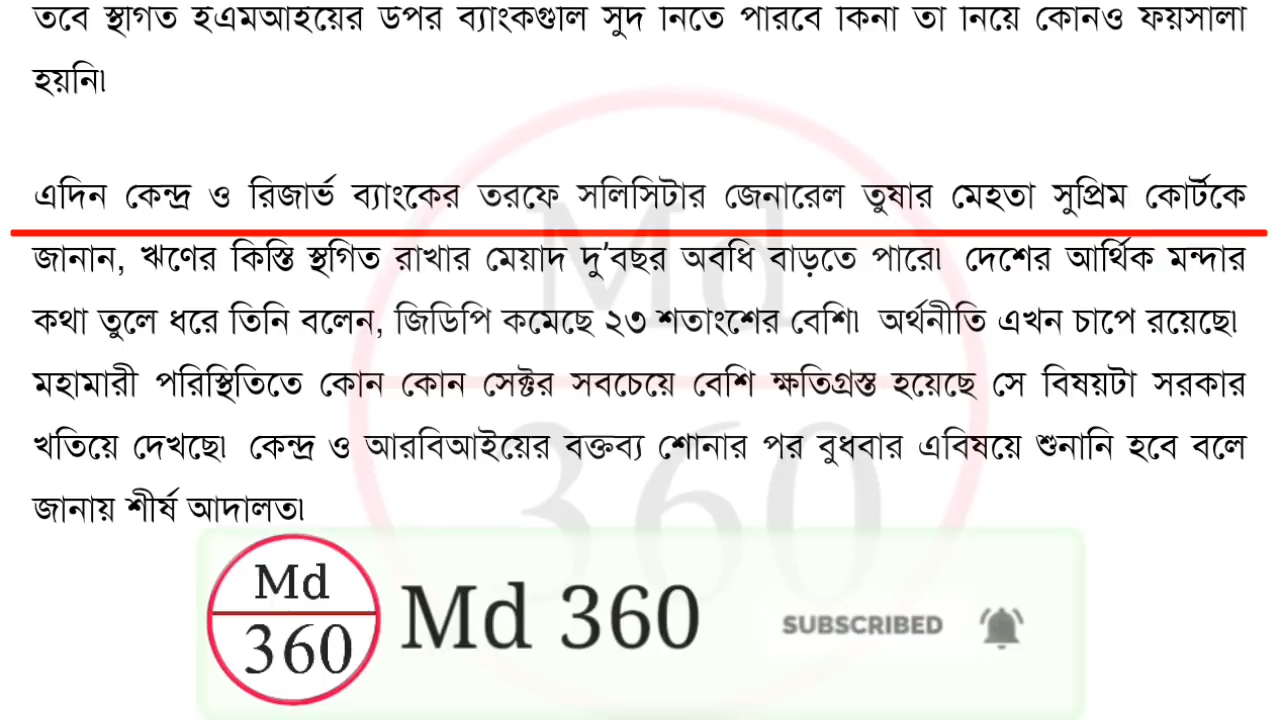 তবে স্থগিত ইএমআইয়ের উপর ব্যাংকগুলি সুদ নিতে পারবে কিনা তা নিয়ে কোনও ফয়সালা
হয়নি৷
এদিন কেন্দ্র ও রিজার্ভ ব্যাংকের তরফে সলিসিটার জেনারেল তুষার মেহতা সুপ্রিম কোর্টকে
জানান, ঋণের কিস্তি স্থগিত রাখার মেয়াদ দু'বছর অবধি বাড়তে পারে৷ দেশের আর্থিক মন্দার
কথা তুলে ধরে তিনি বলেন, জিডিপি কমেছে ২৩ শতাংশের বেশি৷ অর্থনীতি এখন চাপে রয়েছে৷
মহামারী পরিস্থিতিতে কোন কোন সেক্টর সবচেয়ে বেশি ক্ষতিগ্রস্ত হয়েছে সে বিষয়টা সরকার
খতিয়ে দেখছে৷ কেন্দ্র ও আরবিআইয়ের বক্তব্য শোনার পর বুধবার এবিষয়ে শুনানি হবে বলে
জানায় শীর্ষ আদালত৷
Md
360
Md
360
Md 360
SUBSCRIBED